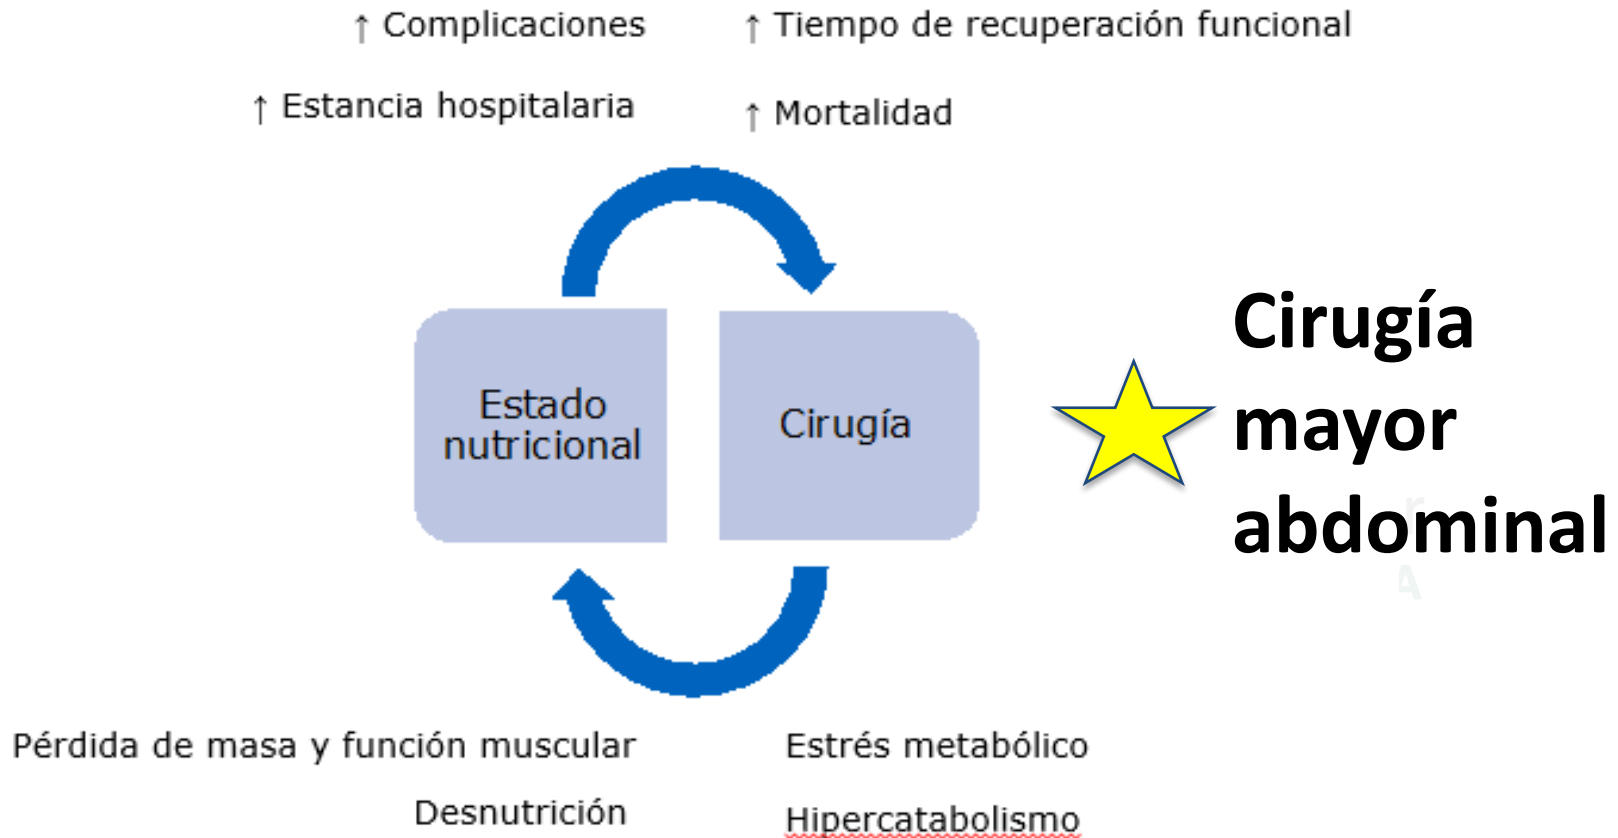 ↑ Complicaciones
↑ Tiempo de recuperación funcional
↑ Estancia hospitalaria
↑ Mortalidad
Estado
nutricional
Cirugía
Cirugía
mayor
abdominal
Pérdida de masa y función muscular
Estrés metabólico
Desnutrición
Hipercatabolismo